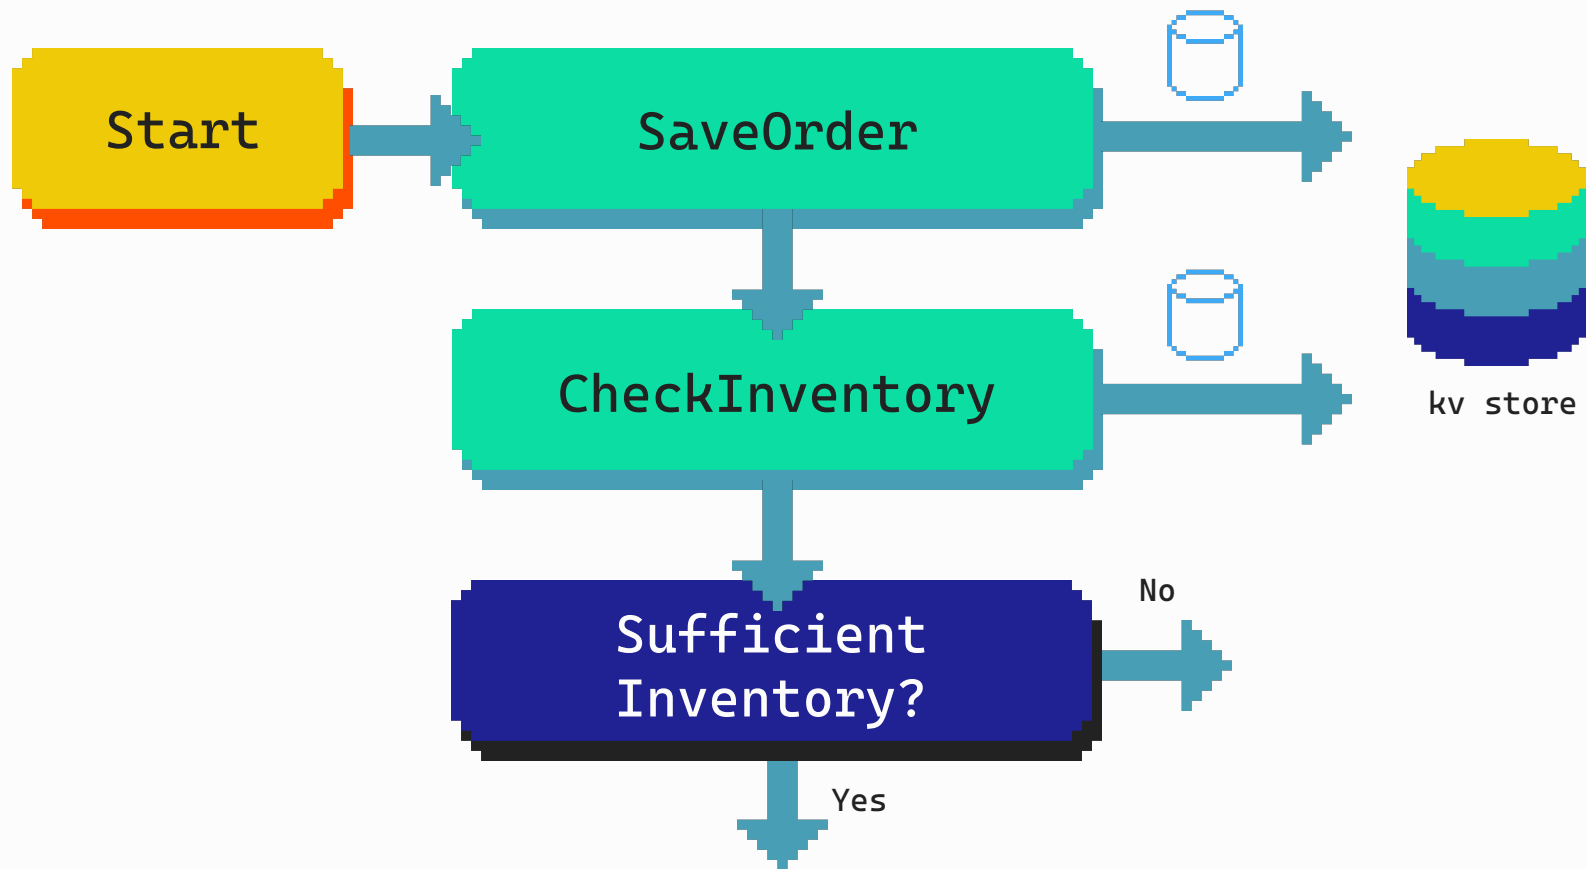 Start
SaveOrder
CheckInventory
kv store
Sufficient
Inventory?
No
Yes